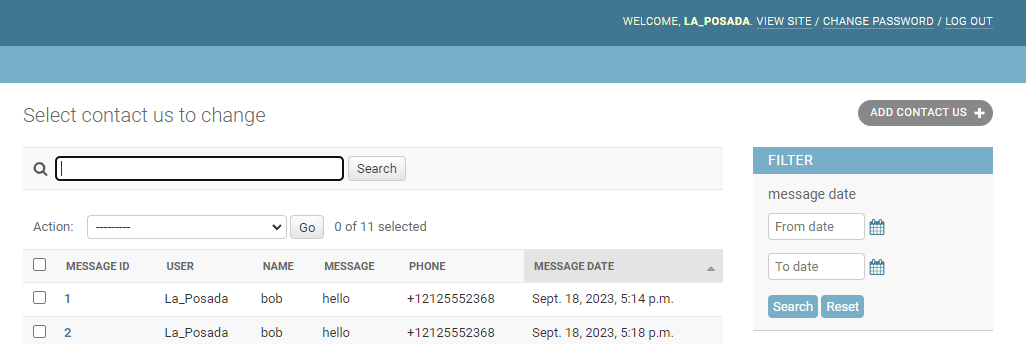 WELCOME, LA_POSADA. VIEW SITE / CHANGE PASSWORD / LOG OUT
Select contact us to change
ADD CONTACT US +
Search
Action: --------- Go 0 of 11 selected
MESSAGE ID USER NAME MESSAGE PHONE MESSAGE DATE
1 La_Posada bob hello +12125552368 Sept. 18, 2023, 5:14 p.m.
2 La_Posada bob hello +12125552368 Sept. 18, 2023, 5:18 p.m.
FILTER
message date
From date
To date
Search Reset